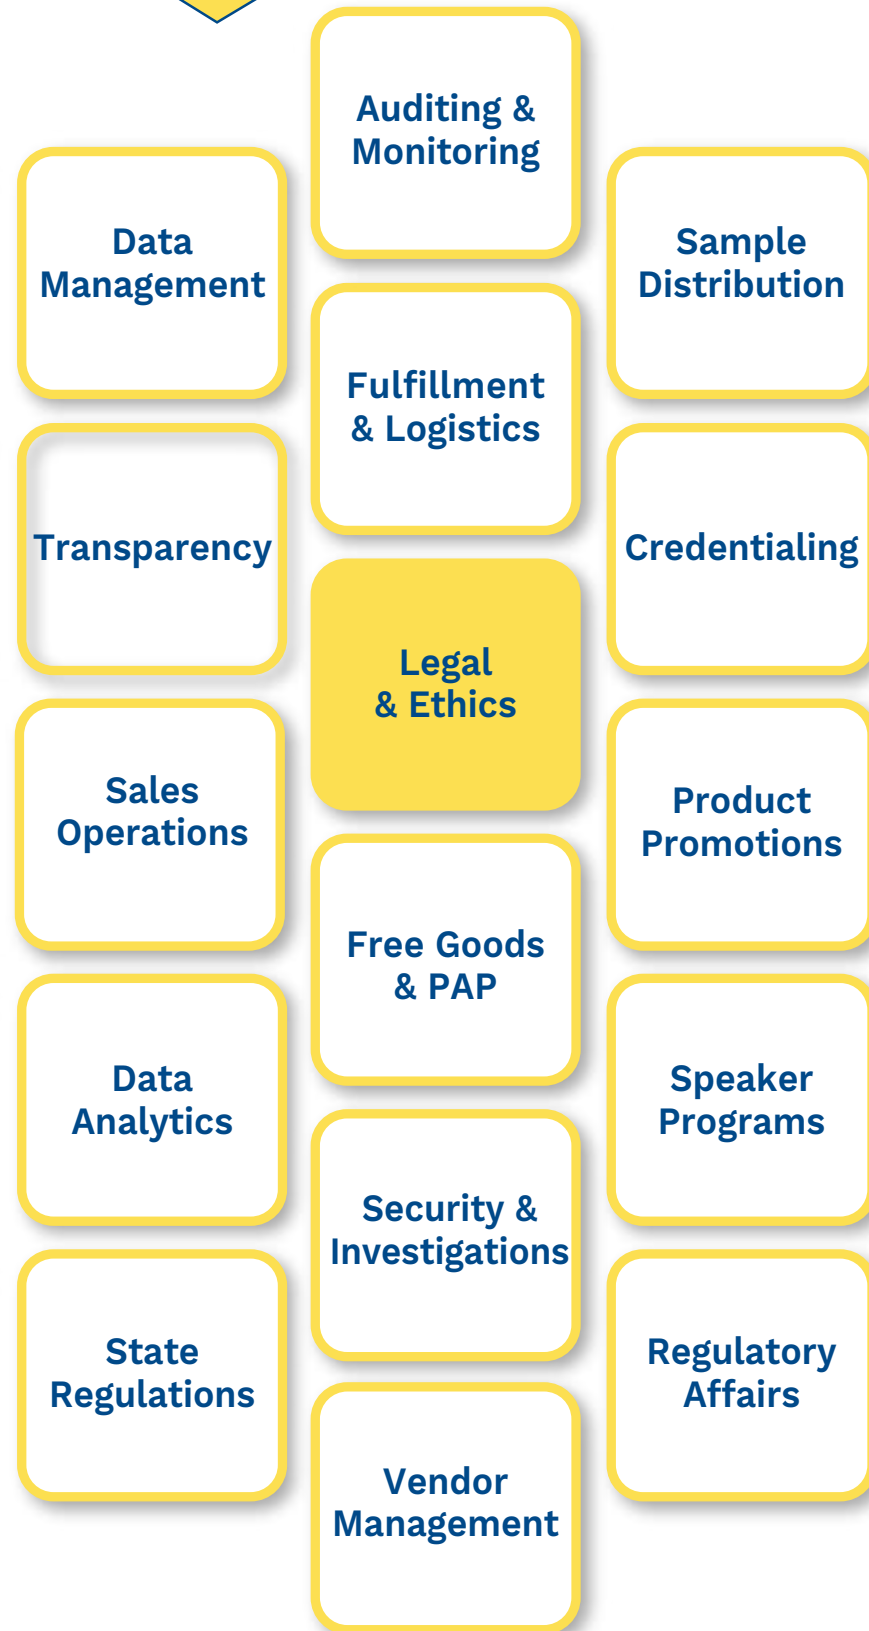 Auditing &
Monitoring
Data
Management
Sample
Distribution
Fulfillment
& Logistics
Transparency
Credentialing
Legal
& Ethics
Sales
Operations
Product
Promotions
Free Goods
& PAP
Data
Analytics
Speaker
Programs
Security &
Investigations
State
Regulations
Regulatory
Affairs
Vendor
Management